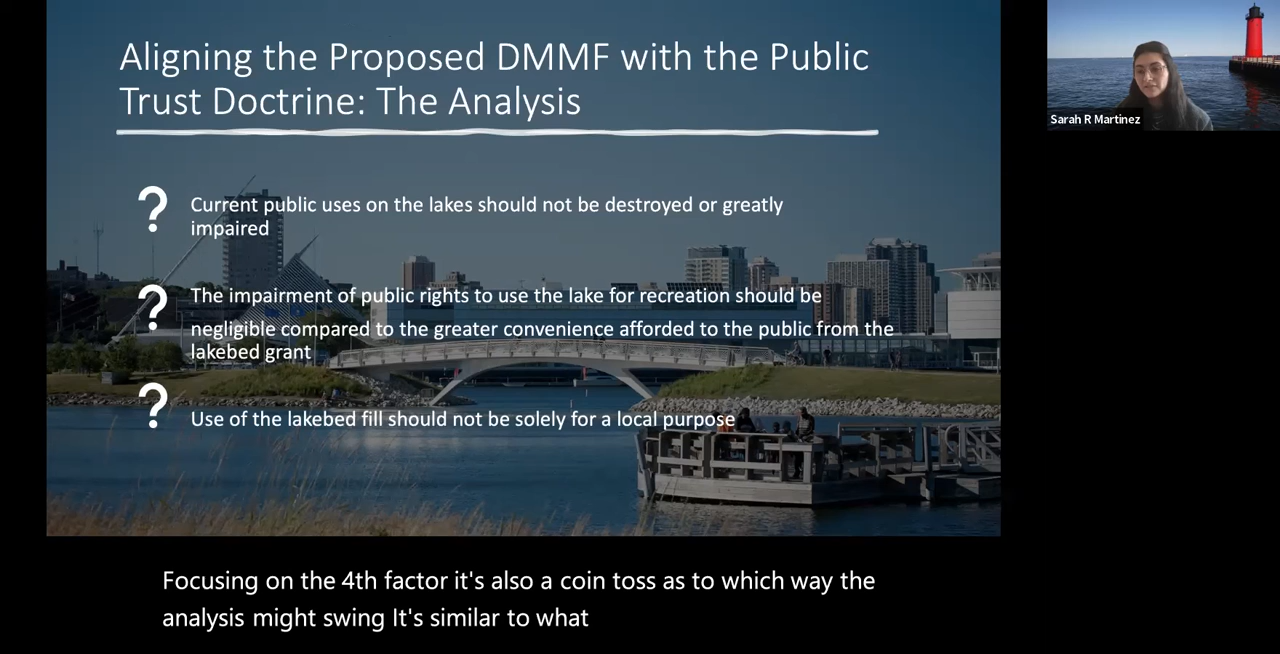 Aligning the Proposed DMMF with the Public
Trust Doctrine: The Analysis
?
Current public uses on the lakes should not be destroyed or greatly
impaired
?
The impairment of public rights to use the lake for recreation should be
negligible compared to the greater convenience afforded to the public from the
lakebed grant
?
Use of the lakebed fill should not be solely for a local purpose
Sarah R Martinez
Focusing on the 4th factor it's also a coin toss as to which way the
analysis might swing It's similar to what